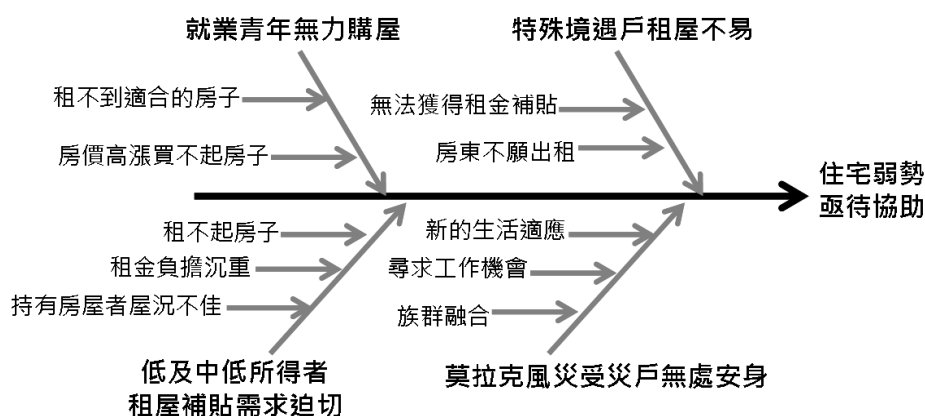 就業青年無力購屋
特殊境遇戶租屋不易
租不到適合的房子
房價高漲買不起房子
無法獲得租金補貼
房東不願出租
住宅弱勢
亟待協助
租不起房子
租金負擔沉重
持有房屋者屋況不佳
新的生活適應
尋求工作機會
族群融合
低及中低所得者
租屋補貼需求迫切
莫拉克風災受災戶無處安身